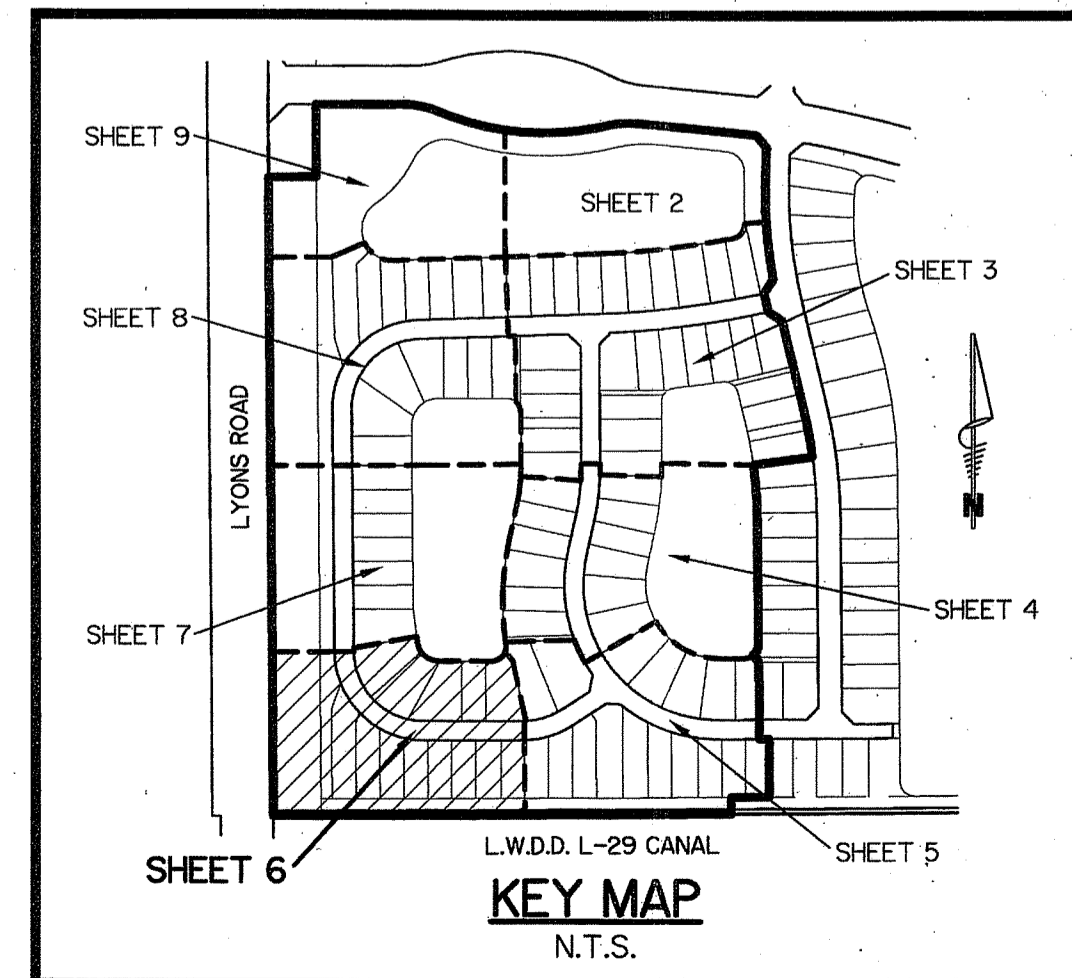 SHEET 9
SHEET 2
SHEET 3
SHEET 8
LYONS ROAD
N
SHEET 7
SHEET 4
SHEET 6
L.W.D.D. L-29 CANAL
SHEET 5
KEY MAP
N.T.S.